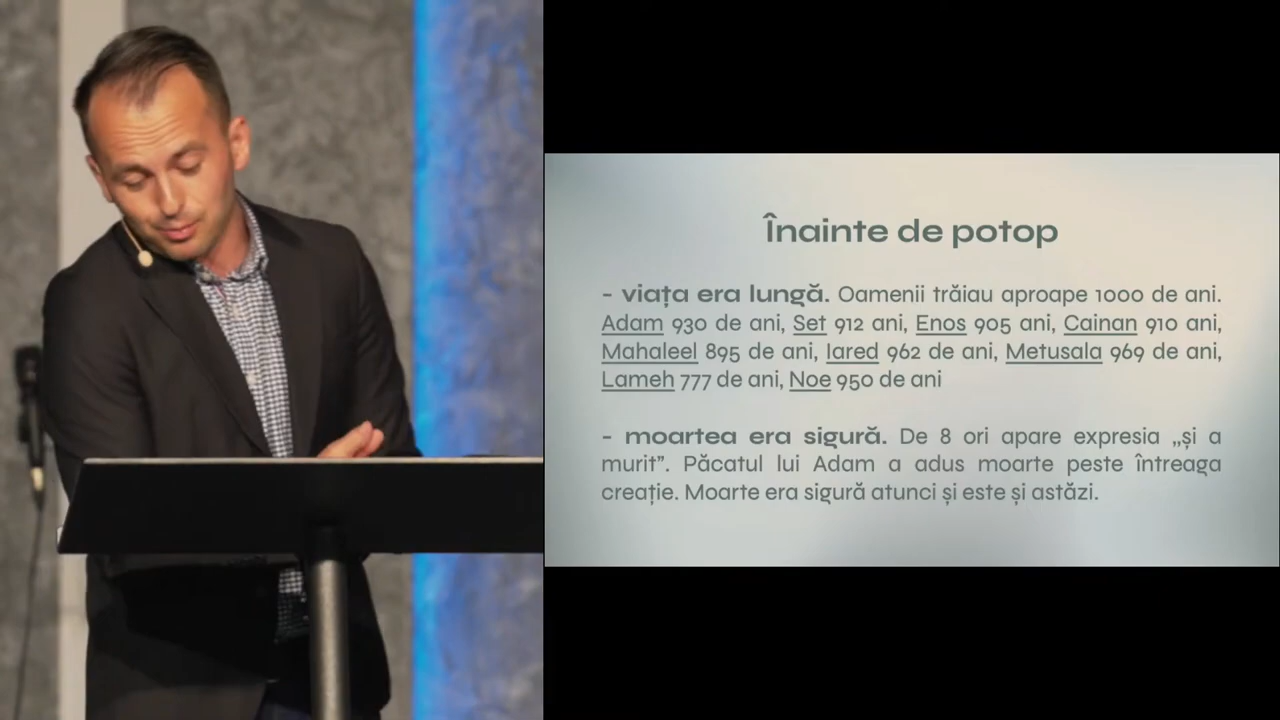 Înainte de potop
- viața era lungă. Oamenii trăiau aproape 1000 de ani.
Adam 930 de ani, Set 912 ani, Enos 905 ani, Cainan 910 ani,
Mahaleel 895 de ani, Iared 962 de ani, Metusala 969 de ani,
Lameh 777 de ani, Noe 950 de ani
- moartea era sigură. De 8 ori apare expresia „și a
murit”. Păcatul lui Adam a adus moarte peste întreaga
creație. Moarte era sigură atunci și este și astăzi.